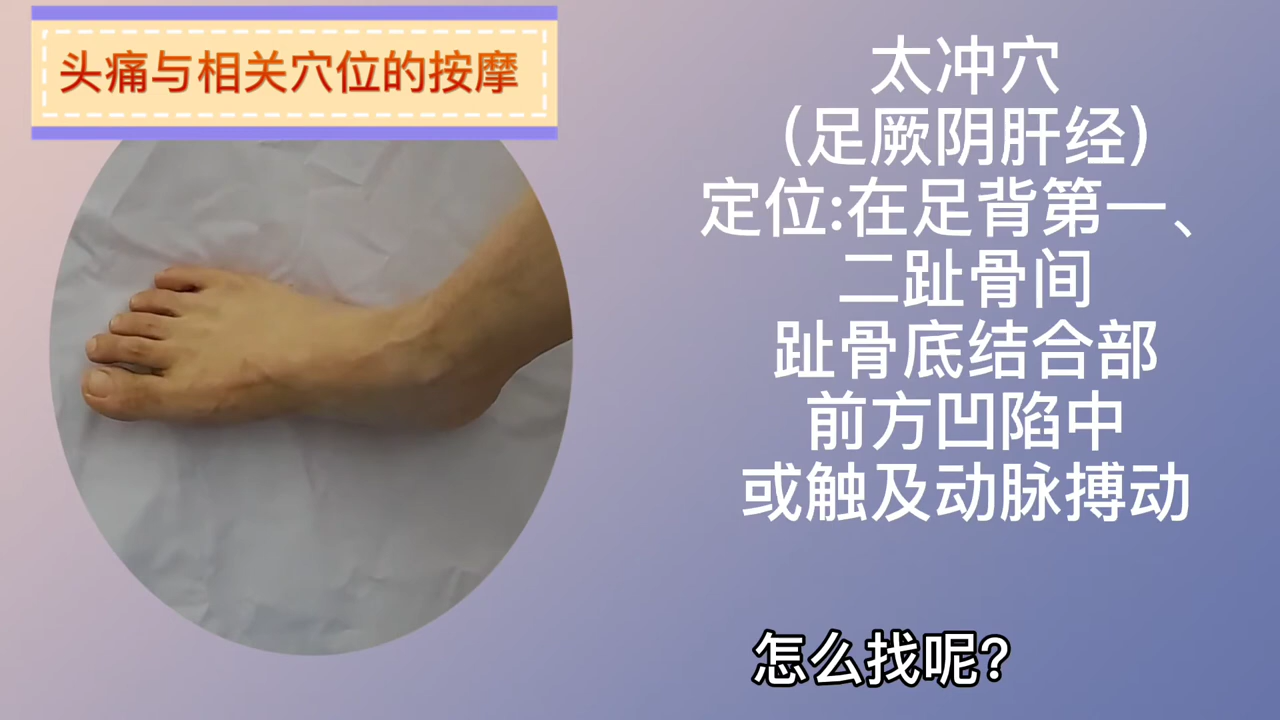 头痛与相关穴位的按摩
太冲穴
（足厥阴肝经）
定位:在足背第一、
二趾骨间
趾骨底结合部
前方凹陷中
或触及动脉搏动
怎么找呢？